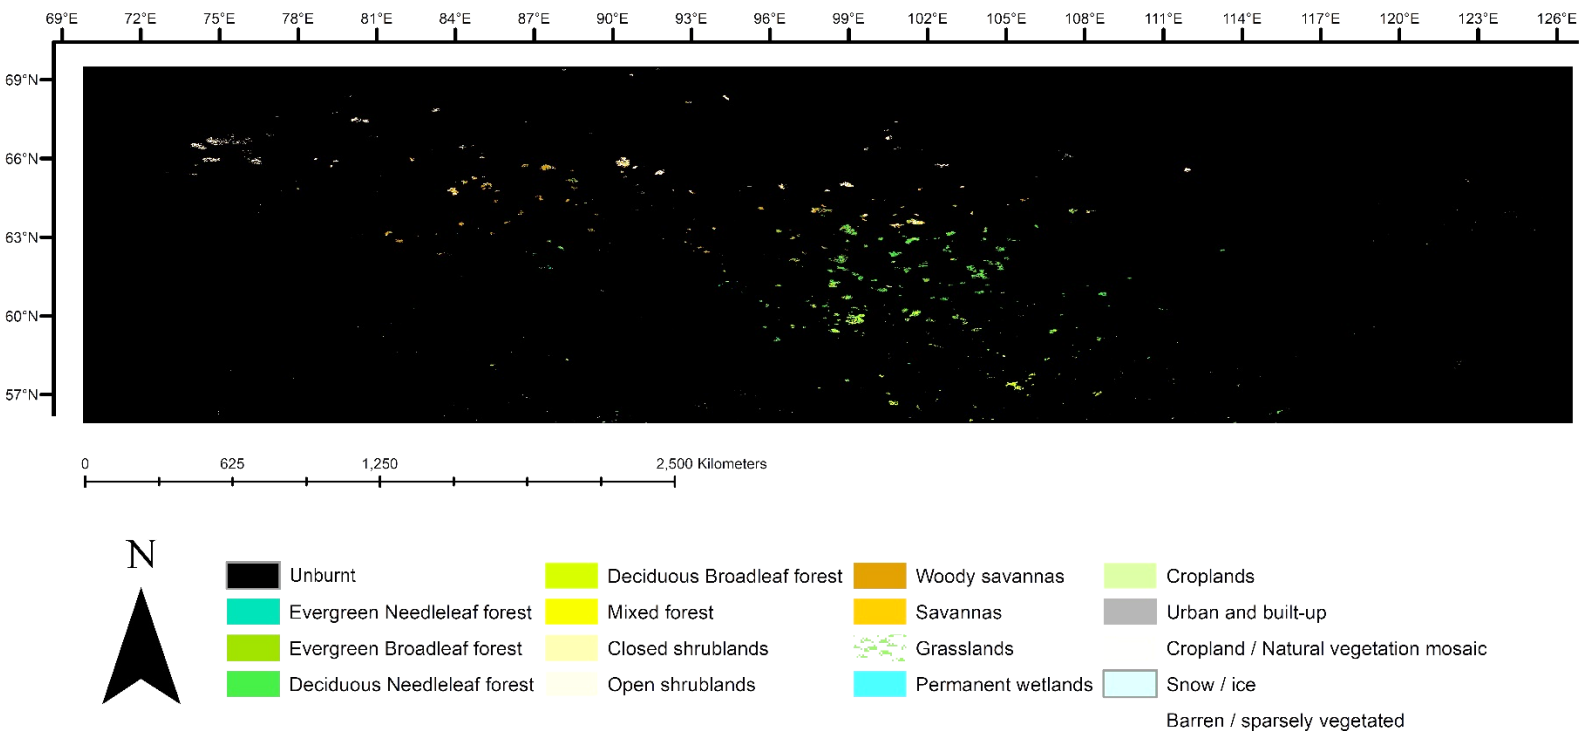 69°E 72°E 75°E 78°E 81°E 84°E 87°E 90°E 93°E 96°E 99°E 102°E 105°E 108°E 111°E 114°E 117°E 120°E 123°E 126°E
69°N
66°N
63°N
60°N
57°N
0 625 1,250 2,500 Kilometers
N
Unburnt
Evergreen Needleleaf forest
Evergreen Broadleaf forest
Deciduous Needleleaf forest
Deciduous Broadleaf forest
Mixed forest
Closed shrublands
Open shrublands
Woody savannas
Savannas
Grasslands
Permanent wetlands
Croplands
Urban and built-up
Cropland / Natural vegetation mosaic
Snow / ice
Barren / sparsely vegetated